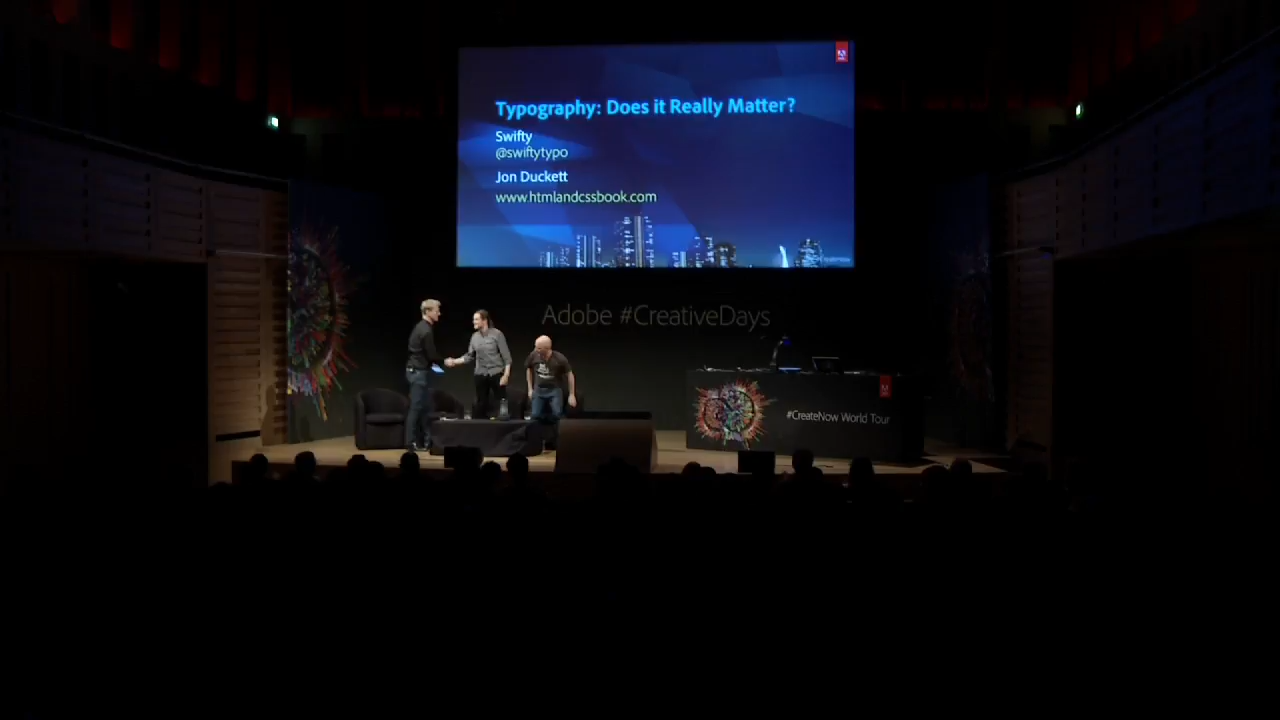 Typography: Does it Really Matter?
Swifty
@swiftytypo
Jon Duckett
www.htmlandcssbook.com
Adobe #CreativeDays
#CreateNow World Tour